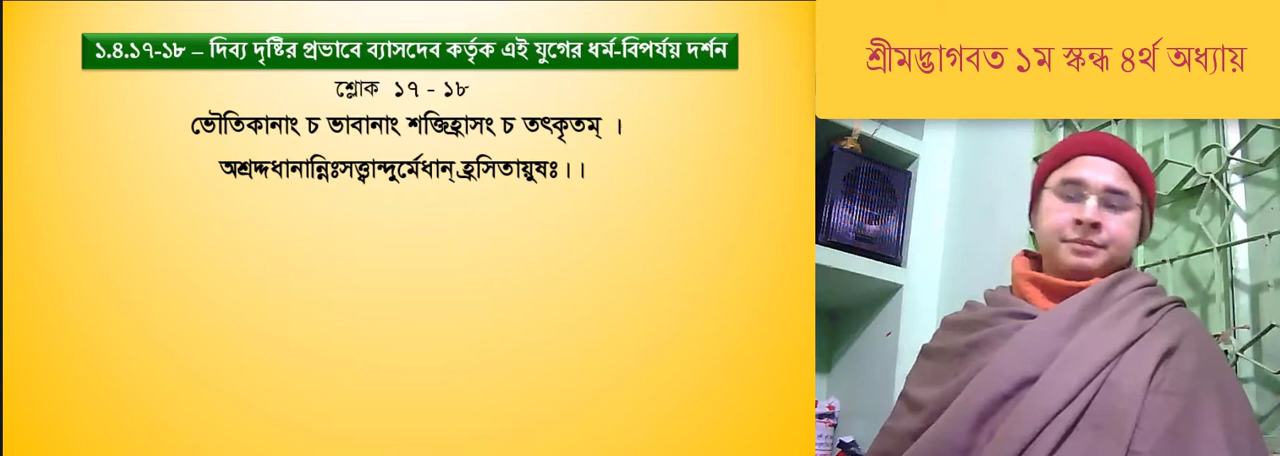 ১.৪.১৭-১৮ – দিব্য দৃষ্টির প্রভাবে ব্যাসদেব কর্তৃক এই যুগের ধর্ম-বিপর্যয় দর্শন
শ্লোক ১৭ - ১৮
ভৌতিকানাং চ ভাবানাং শক্তিহ্রাসং চ তৎকৃতম্ ।
অশ্রদ্দধানান্নিঃসত্ত্বান্দুর্মেধান্ হ্রসিতায়ুষঃ।।
শ্রীমদ্ভাগবত ১ম স্কন্ধ ৪র্থ অধ্যায়